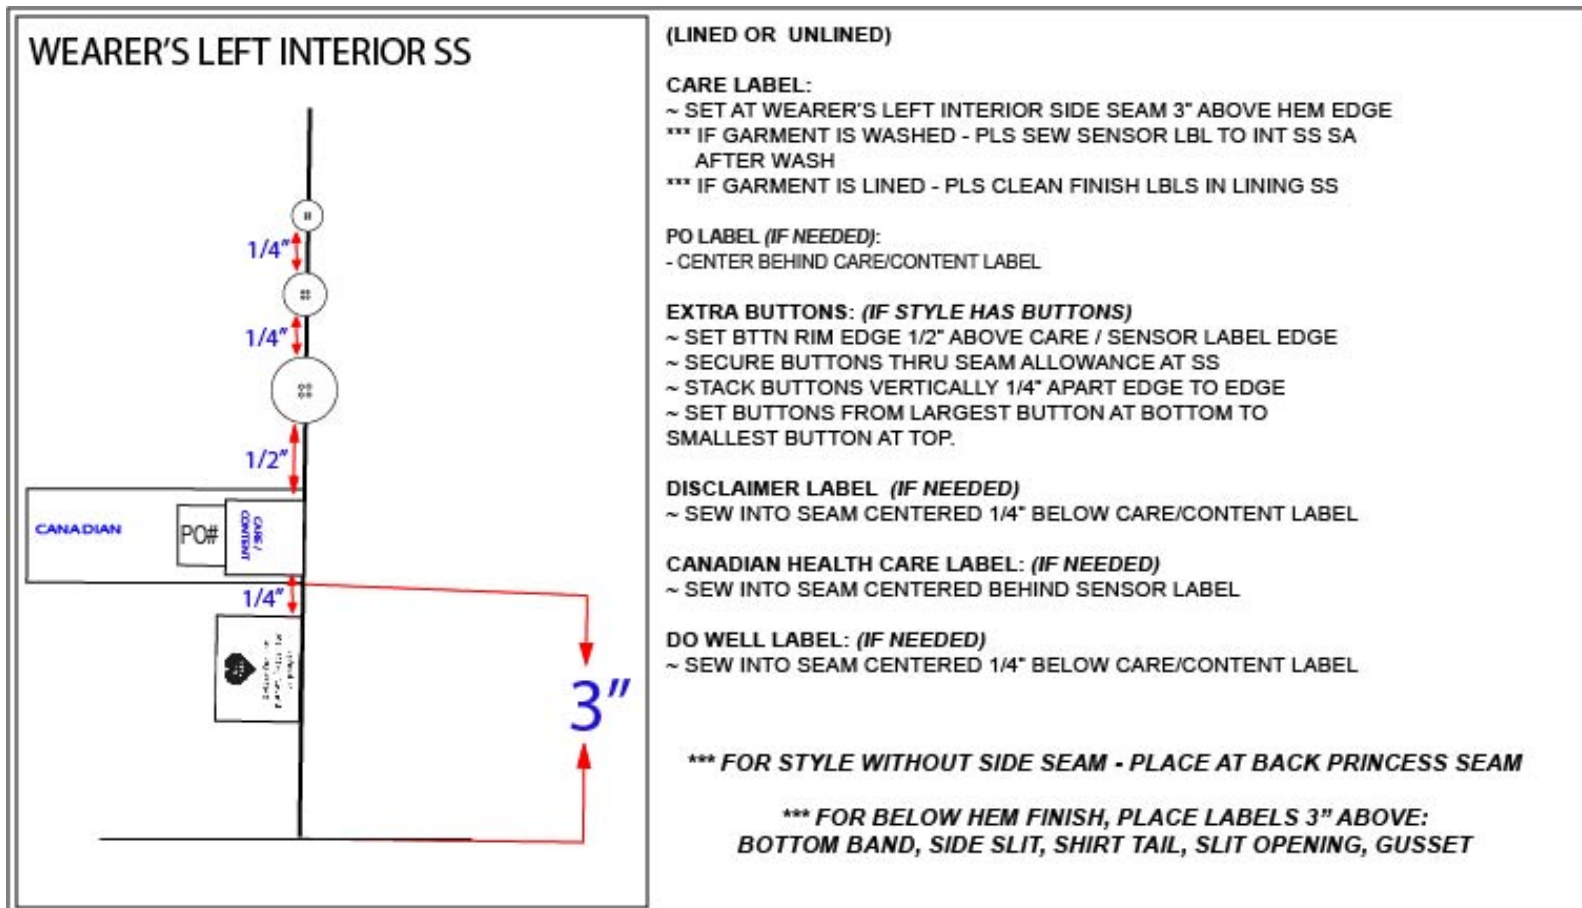 WEARER'S LEFT INTERIOR SS
1/4"
1/4"
1/2"
CANADIAN
PO#
CARE /
CONTENT
1/4"
3"
(LINED OR UNLINED)
CARE LABEL:
~ SET AT WEARER'S LEFT INTERIOR SIDE SEAM 3" ABOVE HEM EDGE
*** IF GARMENT IS WASHED - PLS SEW SENSOR LBL TO INT SS SA
AFTER WASH
*** IF GARMENT IS LINED - PLS CLEAN FINISH LBLS IN LINING SS
PO LABEL (IF NEEDED):
- CENTER BEHIND CARE/CONTENT LABEL
EXTRA BUTTONS: (IF STYLE HAS BUTTONS)
~ SET BTTN RIM EDGE 1/2" ABOVE CARE / SENSOR LABEL EDGE
~ SECURE BUTTONS THRU SEAM ALLOWANCE AT SS
~ STACK BUTTONS VERTICALLY 1/4" APART EDGE TO EDGE
~ SET BUTTONS FROM LARGEST BUTTON AT BOTTOM TO
SMALLEST BUTTON AT TOP.
DISCLAIMER LABEL (IF NEEDED)
~ SEW INTO SEAM CENTERED 1/4" BELOW CARE/CONTENT LABEL
CANADIAN HEALTH CARE LABEL: (IF NEEDED)
~ SEW INTO SEAM CENTERED BEHIND SENSOR LABEL
DO WELL LABEL: (IF NEEDED)
~ SEW INTO SEAM CENTERED 1/4" BELOW CARE/CONTENT LABEL
*** FOR STYLE WITHOUT SIDE SEAM - PLACE AT BACK PRINCESS SEAM
*** FOR BELOW HEM FINISH, PLACE LABELS 3" ABOVE:
BOTTOM BAND, SIDE SLIT, SHIRT TAIL, SLIT OPENING, GUSSET